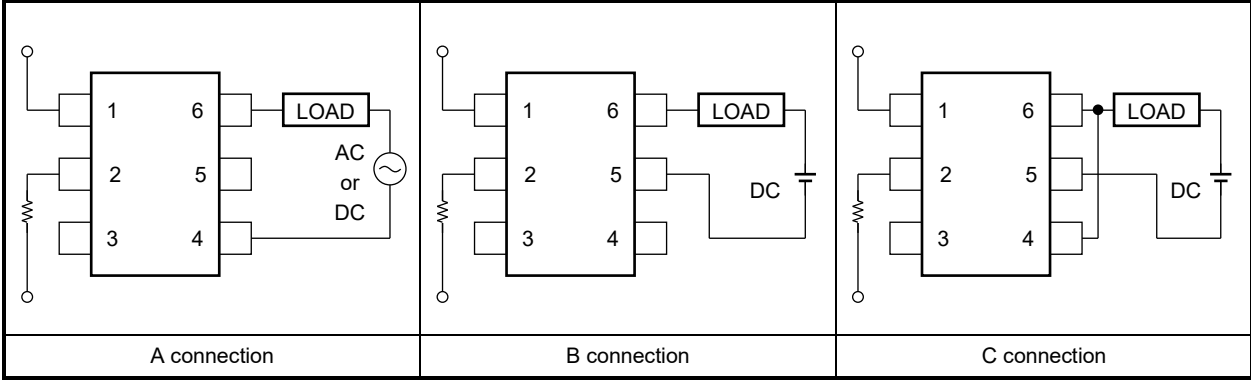 1 6 LOAD
AC
2 5 or
DC
3 4
A connection
1 6 LOAD
2 5 DC
3 4
B connection
1 6 LOAD
2 5 DC
3 4
C connection